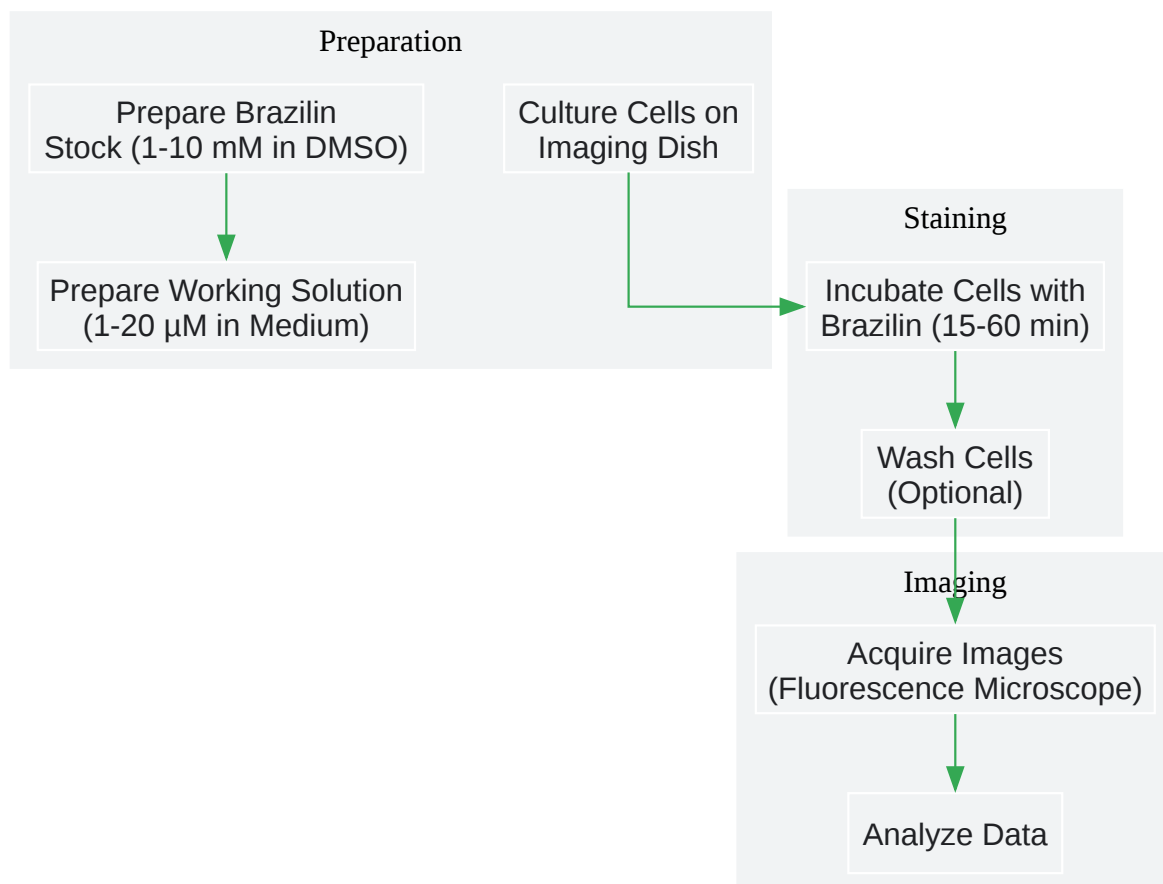 Preparation
Prepare Brazilin
Stock (1-10 mM in DMSO)
Culture Cells on
Imaging Dish
Prepare Working Solution
(1-20 µM in Medium)
Staining
Incubate Cells with
Brazilin (15-60 min)
Wash Cells
(Optional)
Imaging
Acquire Images
(Fluorescence Microscope)
Analyze Data